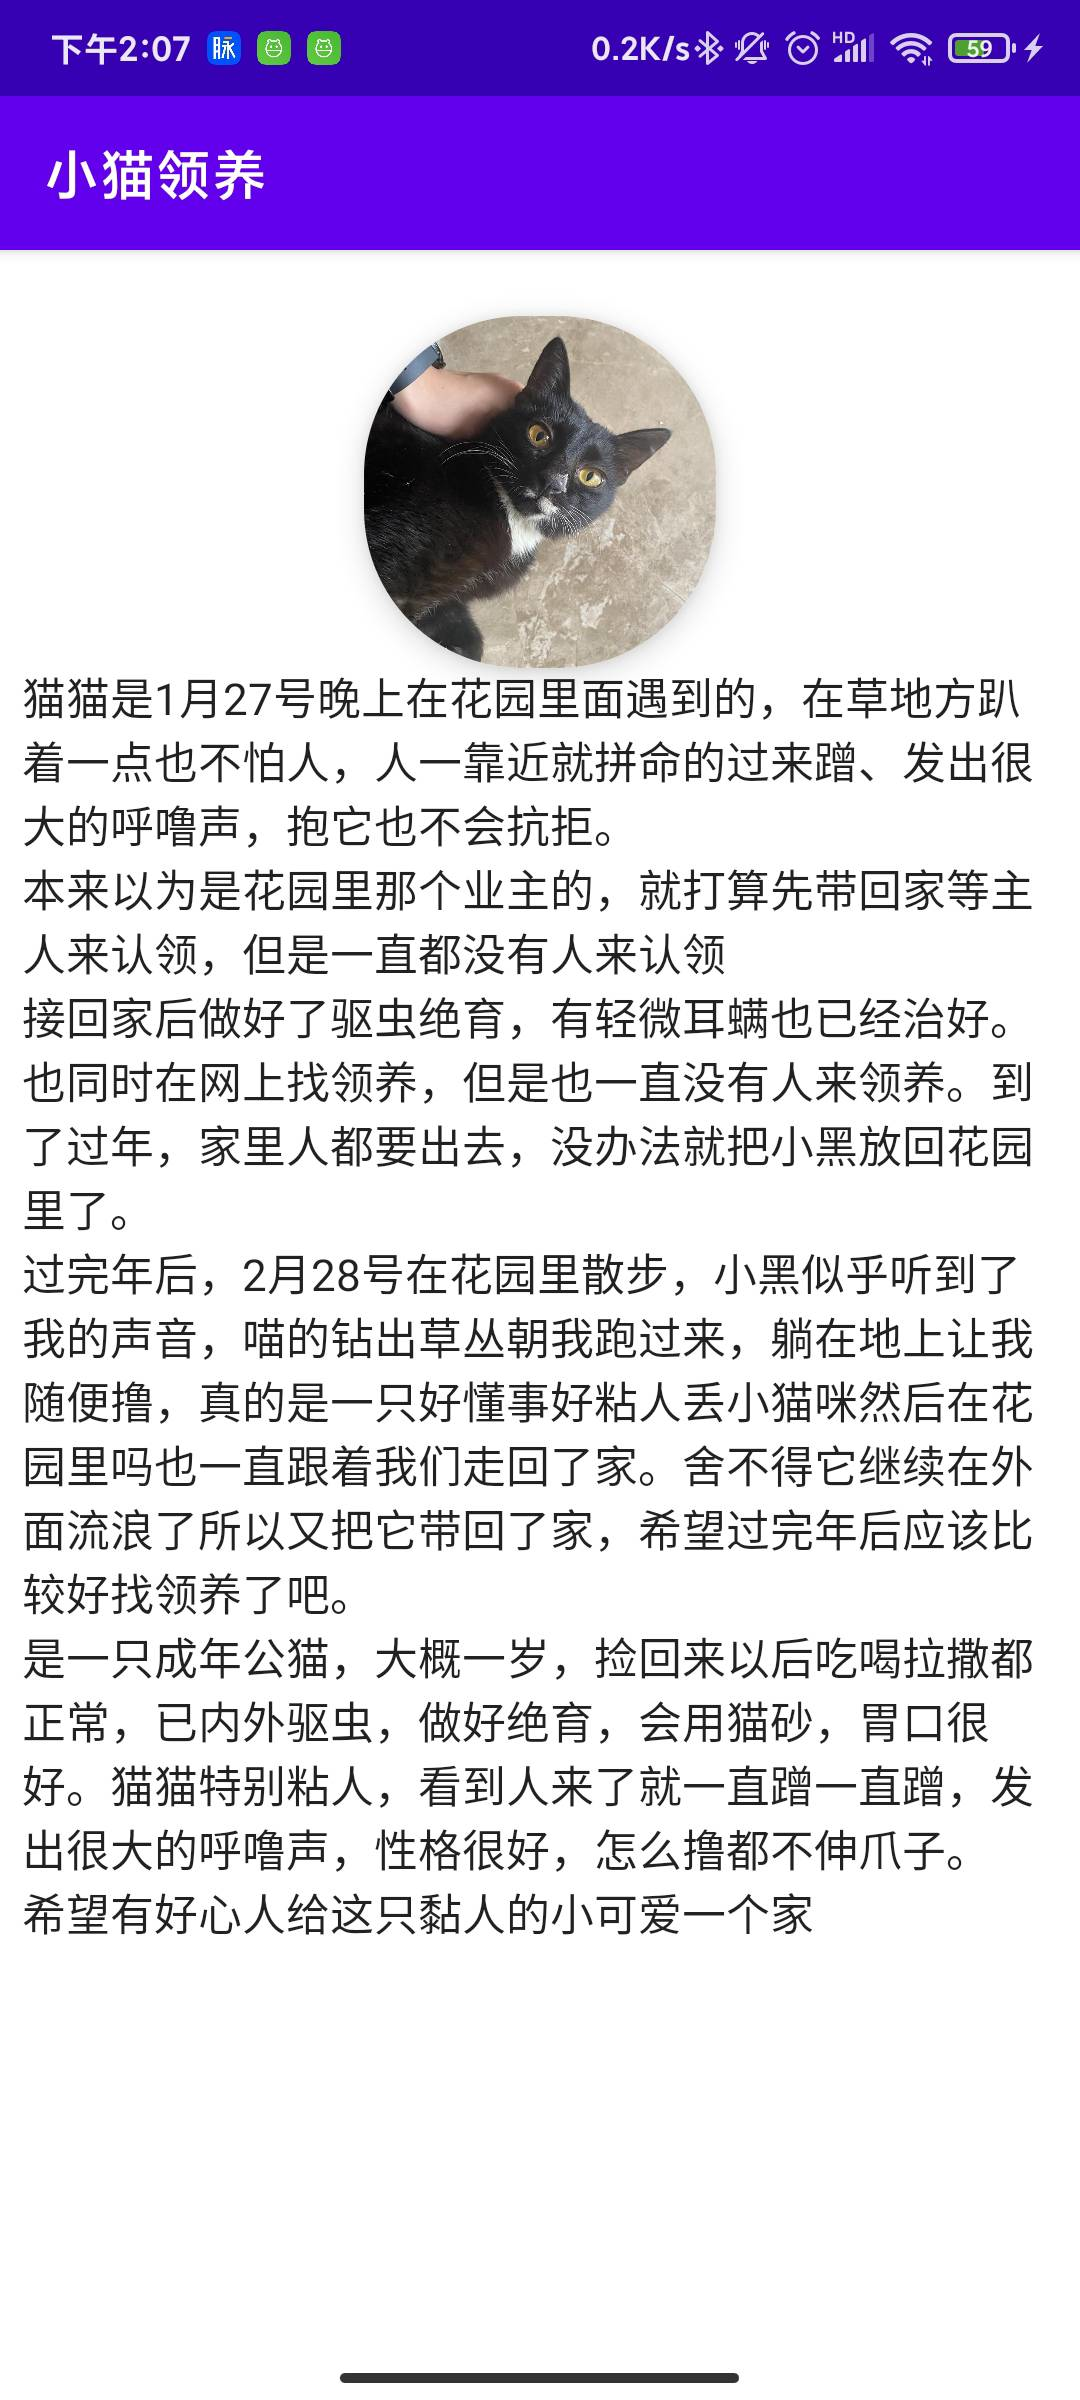 下午2:07 脉 0.2K/s HD 59
小猫领养
猫猫是1月27号晚上在花园里面遇到的，在草地方趴
着一点也不怕人，人一靠近就拼命的过来蹭、发出很
大的呼噜声，抱它也不会抗拒。
本来以为是花园里那个业主的，就打算先带回家等主
人来认领，但是一直都没有人来认领
接回家后做好了驱虫绝育，有轻微耳螨也已经治好。
也同时在网上找领养，但是也一直没有人来领养。到
了过年，家里人都要出去，没办法就把小黑放回花园
里了。
过完年后，2月28号在花园里散步，小黑似乎听到了
我的声音，喵的钻出草丛朝我跑过来，躺在地上让我
随便撸，真的是一只好懂事好粘人丢小猫咪然后在花
园里吗也一直跟着我们走回了家。舍不得它继续在外
面流浪了所以又把它带回了家，希望过完年后应该比
较好找领养了吧。
是一只成年公猫，大概一岁，捡回来以后吃喝拉撒都
正常，已内外驱虫，做好绝育，会用猫砂，胃口很
好。猫猫特别粘人，看到人来了就一直蹭一直蹭，发
出很大的呼噜声，性格很好，怎么撸都不伸爪子。
希望有好心人给这只黏人的小可爱一个家